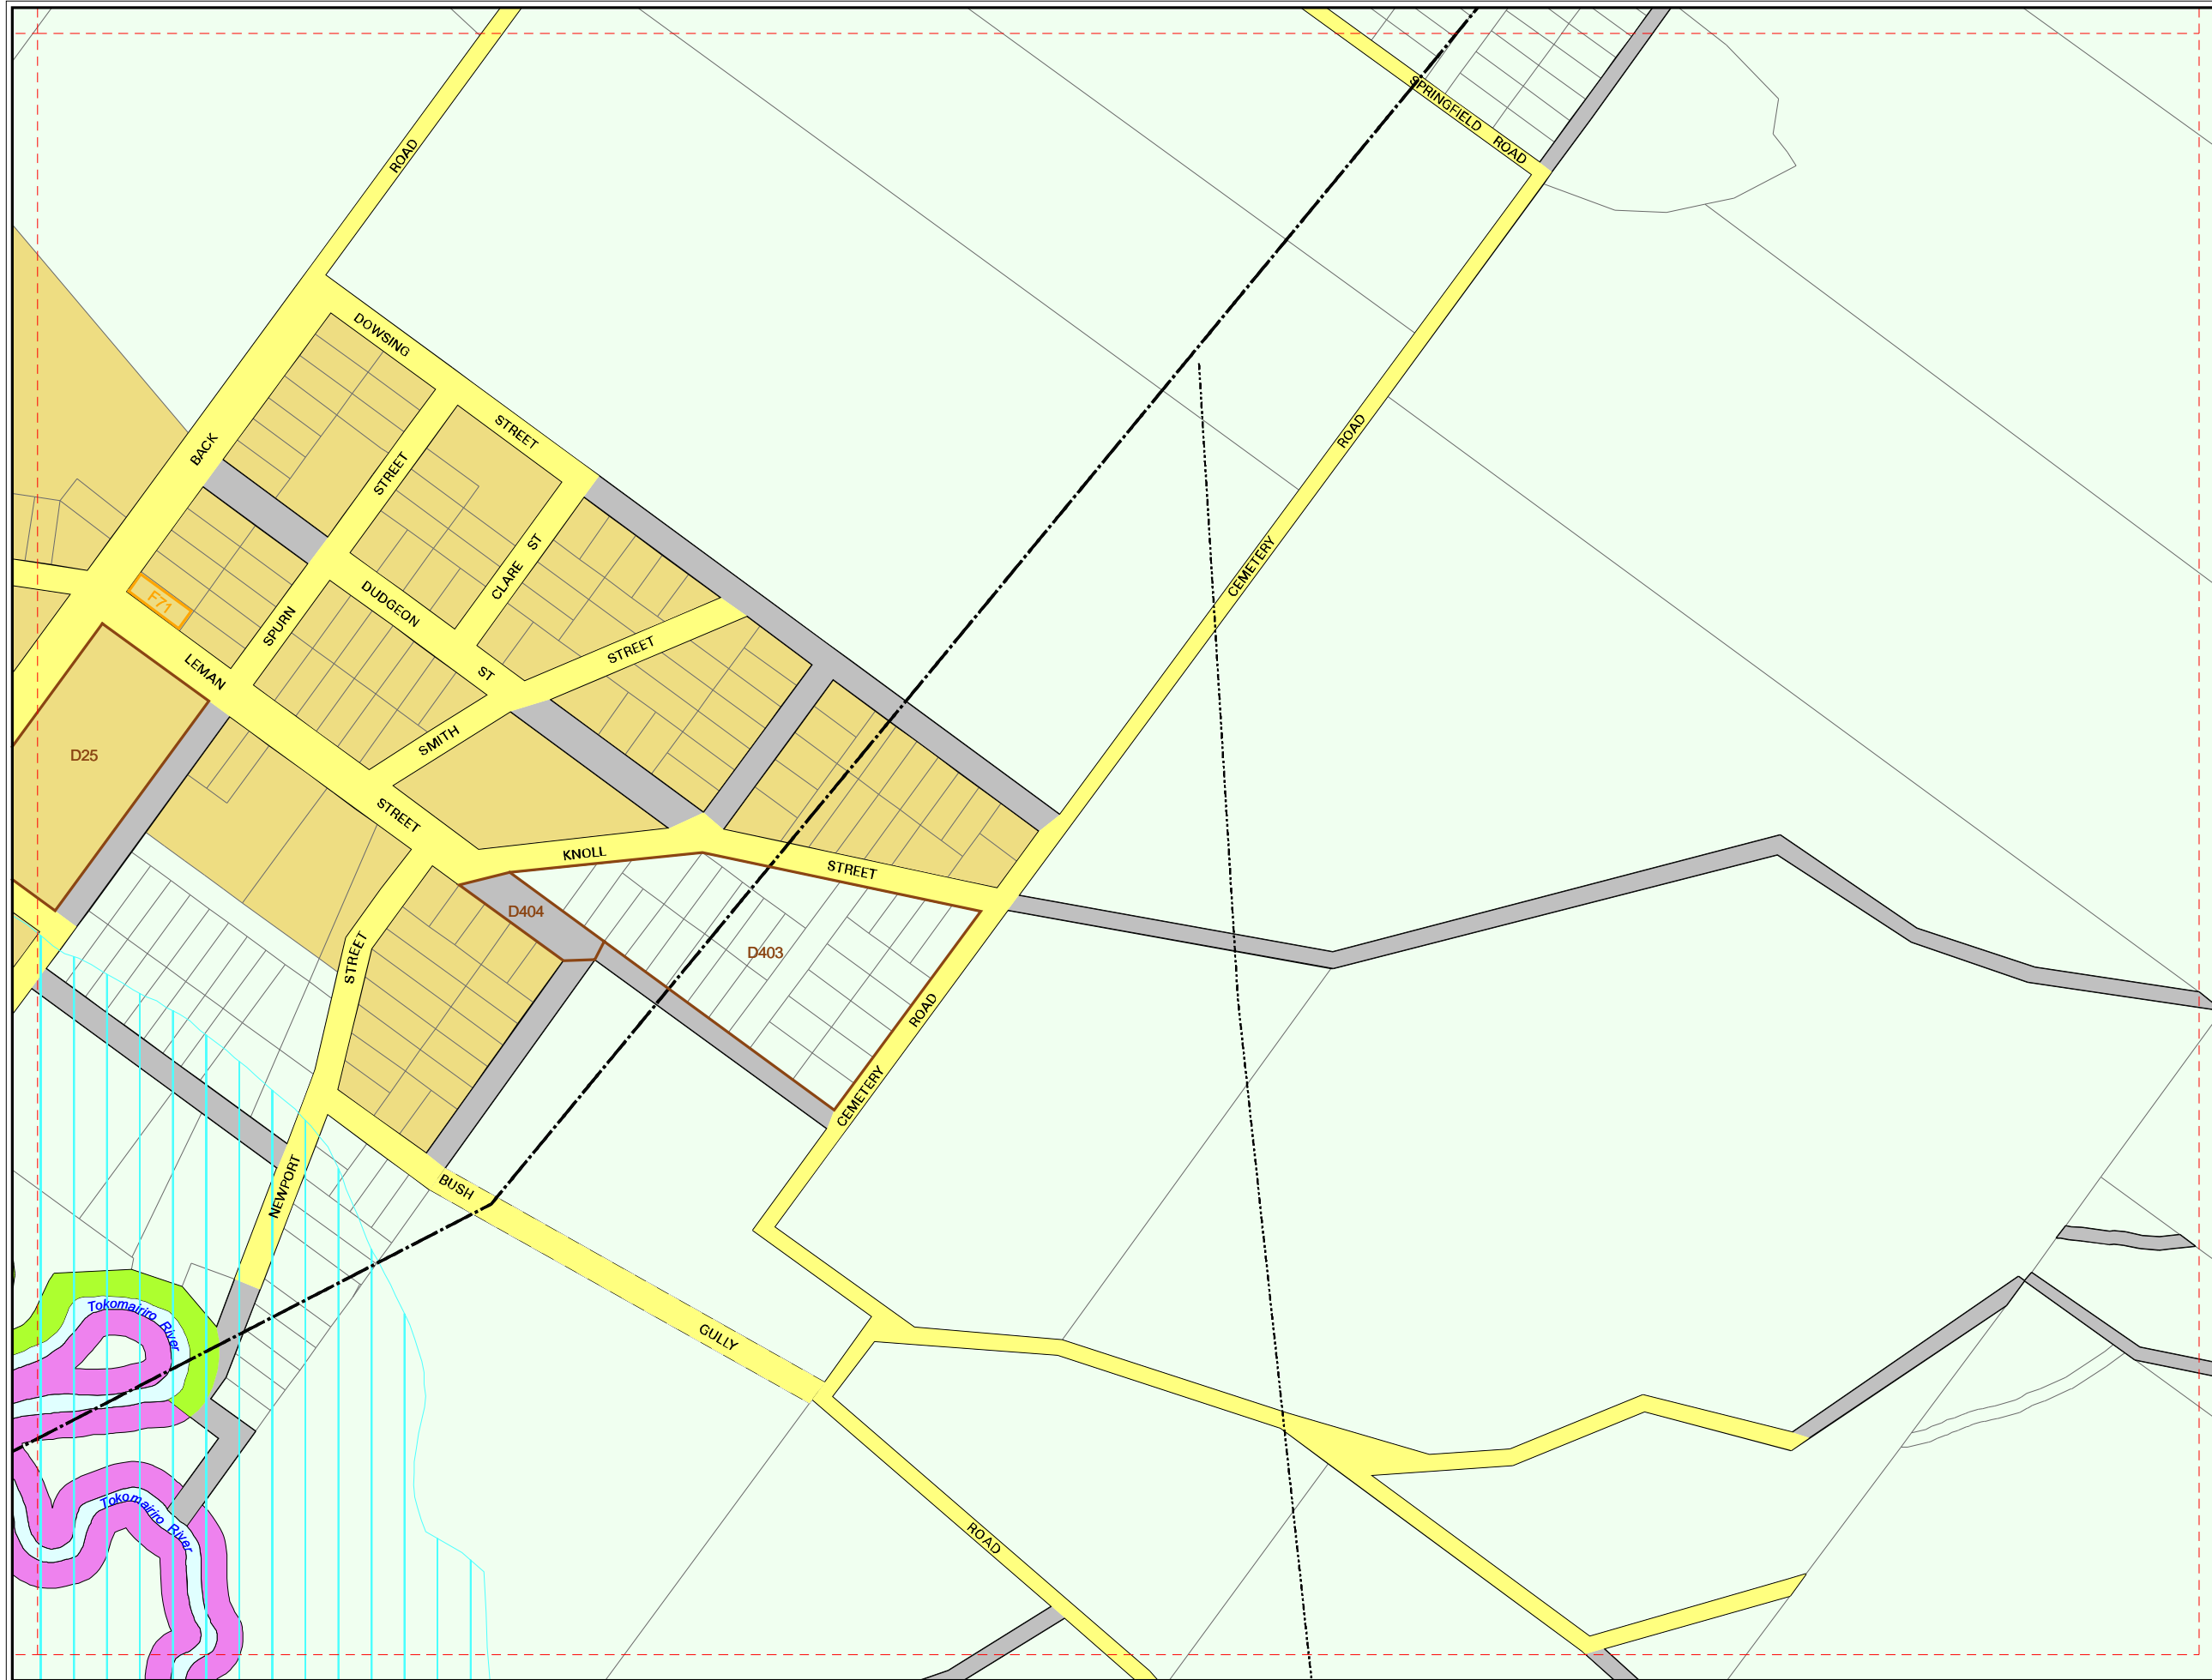 SPRINGFIELD ROAD
ROAD
DOWSING
STREET
BACK
STREET
ROAD
CLARE ST
CEMETERY
F71
DUDGEON
SPURN
STREET
LEMAN
ST
SMITH
D25
STREET
KNOLL
STREET
D404
STREET
D403
ROAD
CEMETERY
NEWPORT
BUSH
Tokomairiro River
GULLY
Tokomairiro River
ROAD